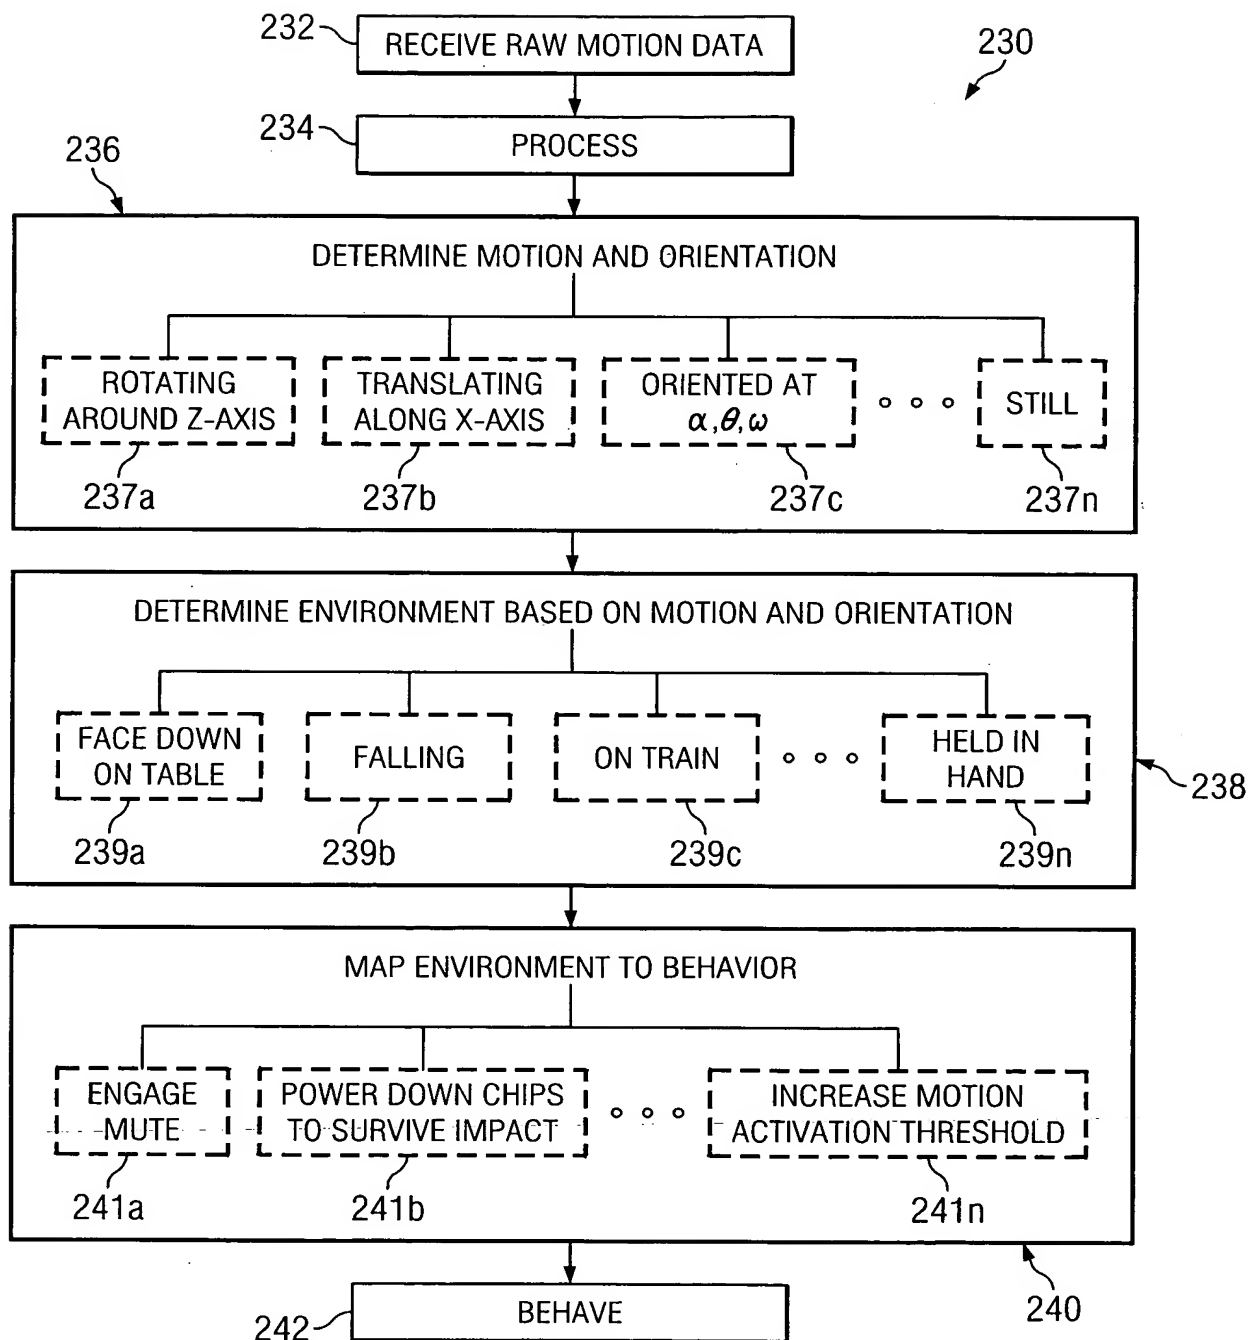 232
RECEIVE RAW MOTION DATA
230
234
PROCESS
236
DETERMINE MOTION AND ORIENTATION
ROTATING
AROUND Z-AXIS
TRANSLATING
ALONG X-AXIS
ORIENTED AT
α,θ,ω
STILL
237a
237b
237c
237n
DETERMINE ENVIRONMENT BASED ON MOTION AND ORIENTATION
FACE DOWN
ON TABLE
FALLING
ON TRAIN
HELD IN
HAND
238
239a
239b
239c
239n
MAP ENVIRONMENT TO BEHAVIOR
ENGAGE
MUTE
POWER DOWN CHIPS
TO SURVIVE IMPACT
INCREASE MOTION
ACTIVATION THRESHOLD
241a
241b
241n
240
242
BEHAVE